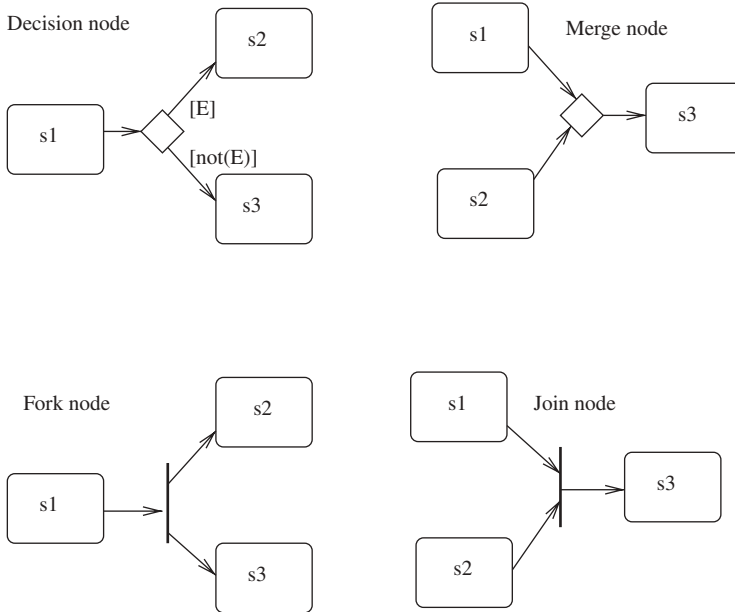 Decision node
s2
[E]
s1
[not(E)]
s3
s1
Merge node
s3
s2
Fork node
s2
s1
s3
s1
Join node
s3
s2